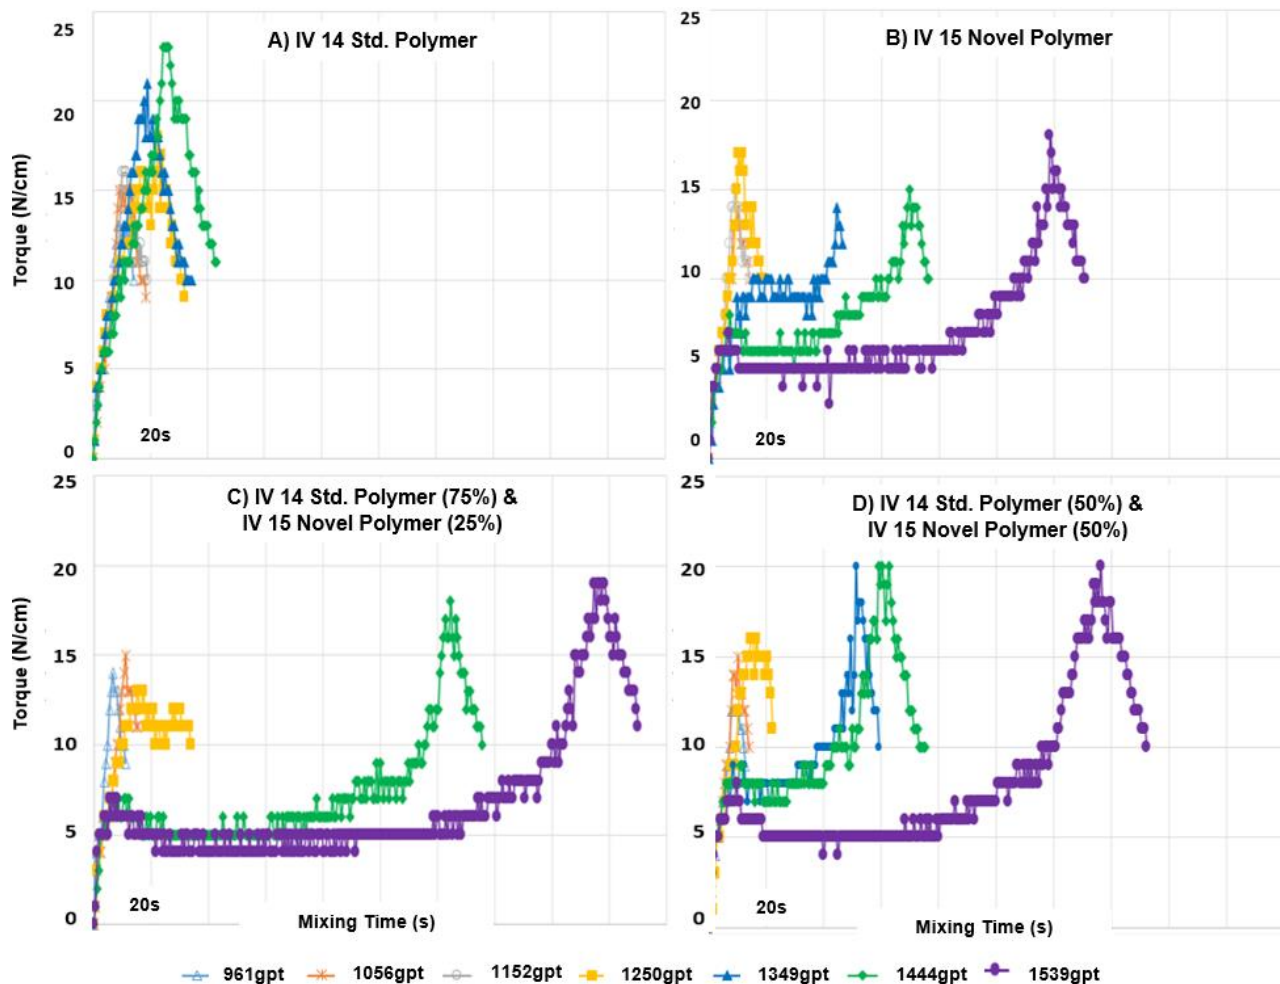 A) IV 14 Std. Polymer
25
20
15
10
5
0
Torque (N/cm)
20s
B) IV 15 Novel Polymer
25
20
15
10
5
0
20s
C) IV 14 Std. Polymer (75%) &
IV 15 Novel Polymer (25%)
25
20
15
10
5
0
Torque (N/cm)
20s
Mixing Time (s)
D) IV 14 Std. Polymer (50%) &
IV 15 Novel Polymer (50%)
25
20
15
10
5
0
20s
Mixing Time (s)
961gpt 1056gpt 1152gpt 1250gpt 1349gpt 1444gpt 1539gpt